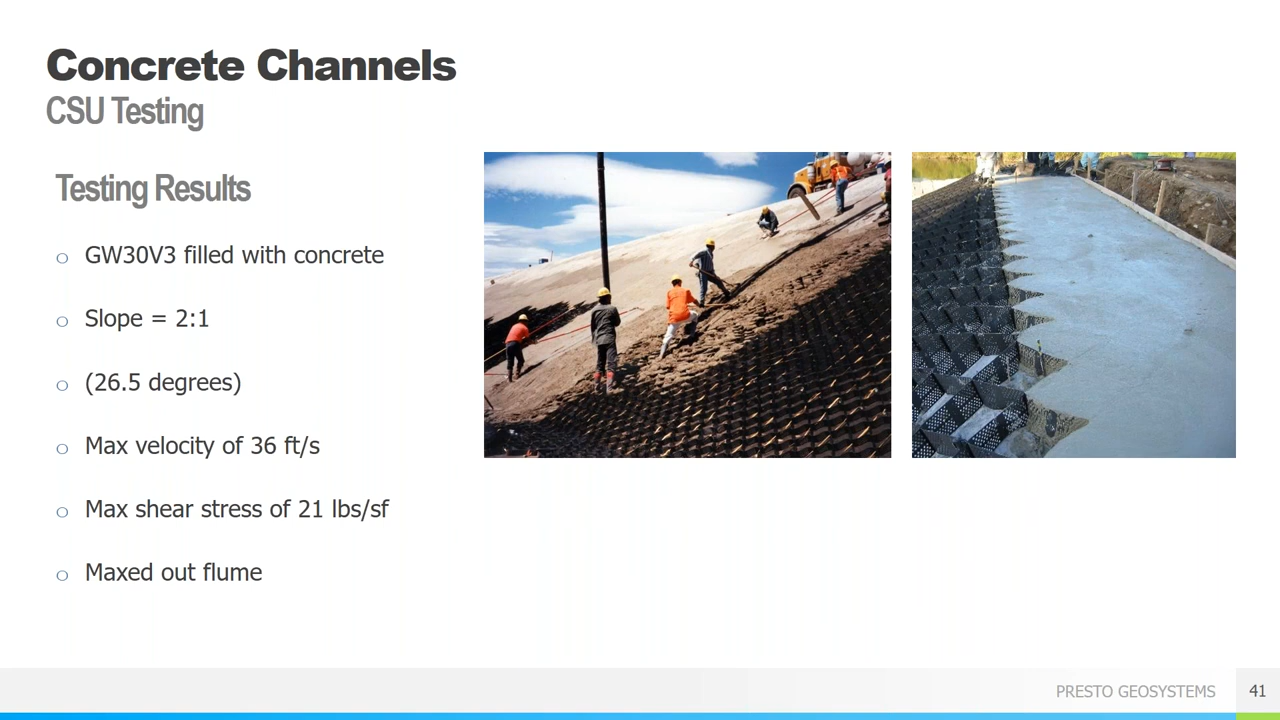 Concrete Channels
CSU Testing
Testing Results
GW30V3 filled with concrete
Slope = 2:1
(26.5 degrees)
Max velocity of 36 ft/s
Max shear stress of 21 lbs/sf
Maxed out flume
PRESTO GEOSYSTEMS
41